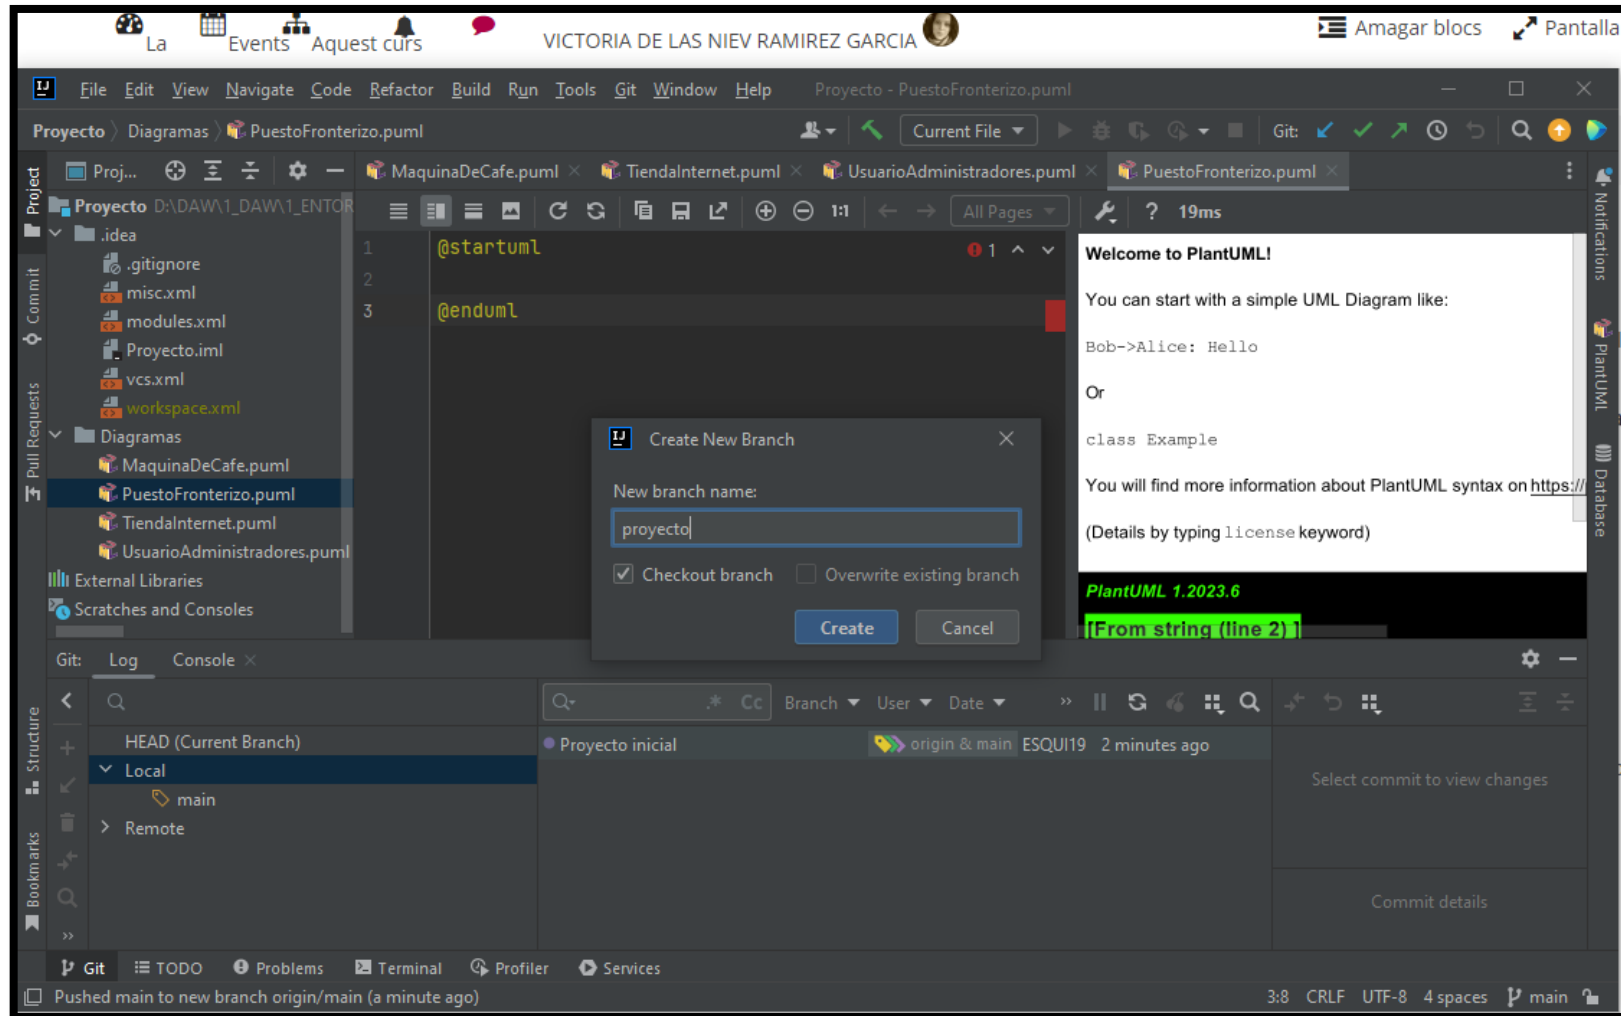 La Events Aquest curs VICTORIA DE LAS NIEV RAMIREZ GARCIA Amagar blocs Pantalla
File Edit View Navigate Code Refactor Build Run Tools Git Window Help Proyecto - PuestoFronterizo.puml
Proyecto Diagramas PuestoFronterizo.puml Current File Git:
Project Proj... MaquinaDeCafe.puml TiendaInternet.puml UsuarioAdministradores.puml PuestoFronterizo.puml
Proyecto D:\DAW\1_DAW\1_ENTOR 1:1 All Pages ? 19ms
.idea
.gitignore
misc.xml
modules.xml
Proyecto.iml
vcs.xml
workspace.xml
Diagramas
MaquinaDeCafe.puml
PuestoFronterizo.puml
TiendaInternet.puml
UsuarioAdministradores.puml
External Libraries
Scratches and Consoles
1 @startuml 1
2
3 @enduml
Welcome to PlantUML!
You can start with a simple UML Diagram like:
Bob->Alice: Hello
Or
class Example
You will find more information about PlantUML syntax on https://
(Details by typing license keyword)
PlantUML 1.2023.6
[From string (line 2) ]
Create New Branch
New branch name:
proyecto
Checkout branch Overwrite existing branch
Create Cancel
Commit
Pull Requests
Structure
Bookmarks
Notifications
PlantUML
Database
Git: Log Console
.* Cc Branch User Date
HEAD (Current Branch)
Local
main
Remote
Proyecto inicial origin & main ESQUI19 2 minutes ago
Select commit to view changes
Commit details
Git TODO Problems Terminal Profiler Services
Pushed main to new branch origin/main (a minute ago) 3:8 CRLF UTF-8 4 spaces main